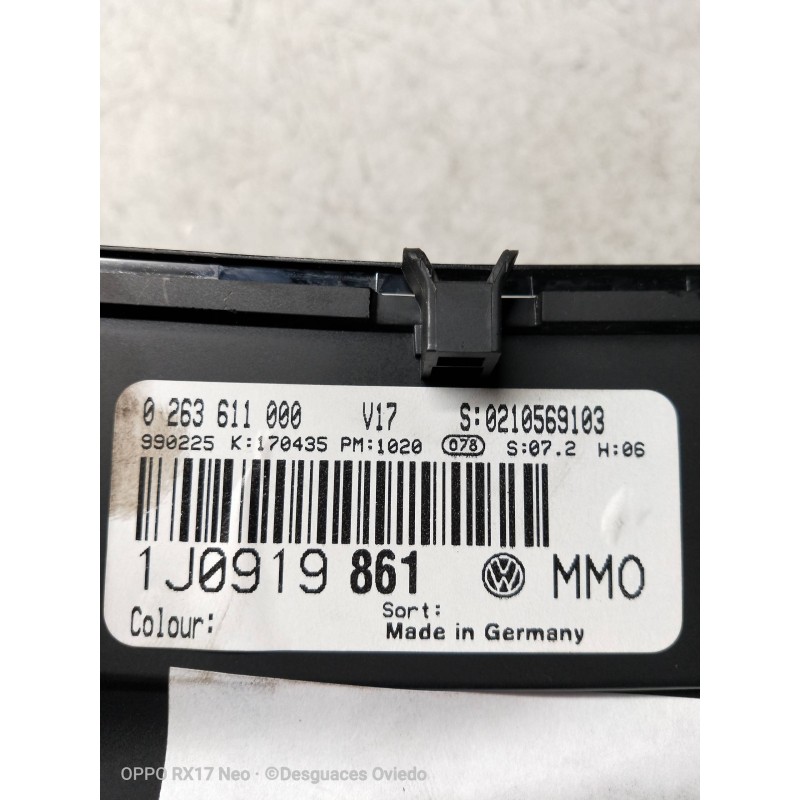 0 263 611 000 V17 S:0210569103
990225 K:170435 PM:1020 078 S:07.2 H:06
1J0919 861 VW MMO
Sort:
Colour: Made in Germany
OPPO RX17 Neo · ©Desguaces Oviedo